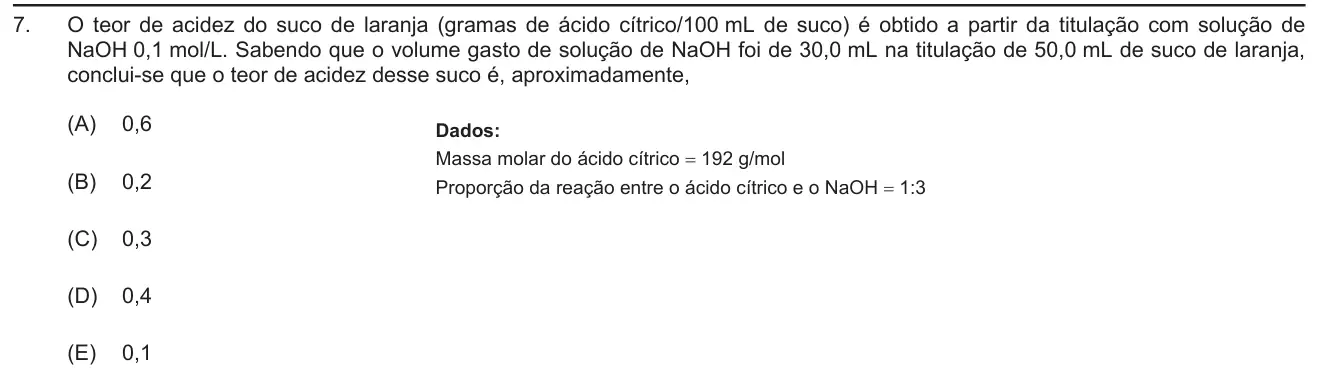 7. O teor de acidez do suco de laranja (gramas de ácido cítrico/100 mL de suco) é obtido a partir da titulação com solução de
NaOH 0,1 mol/L. Sabendo que o volume gasto de solução de NaOH foi de 30,0 mL na titulação de 50,0 mL de suco de laranja,
conclui-se que o teor de acidez desse suco é, aproximadamente,
(A) 0,6
(B) 0,2
(C) 0,3
(D) 0,4
(E) 0,1
Dados:
Massa molar do ácido cítrico = 192 g/mol
Proporção da reação entre o ácido cítrico e o NaOH = 1:3